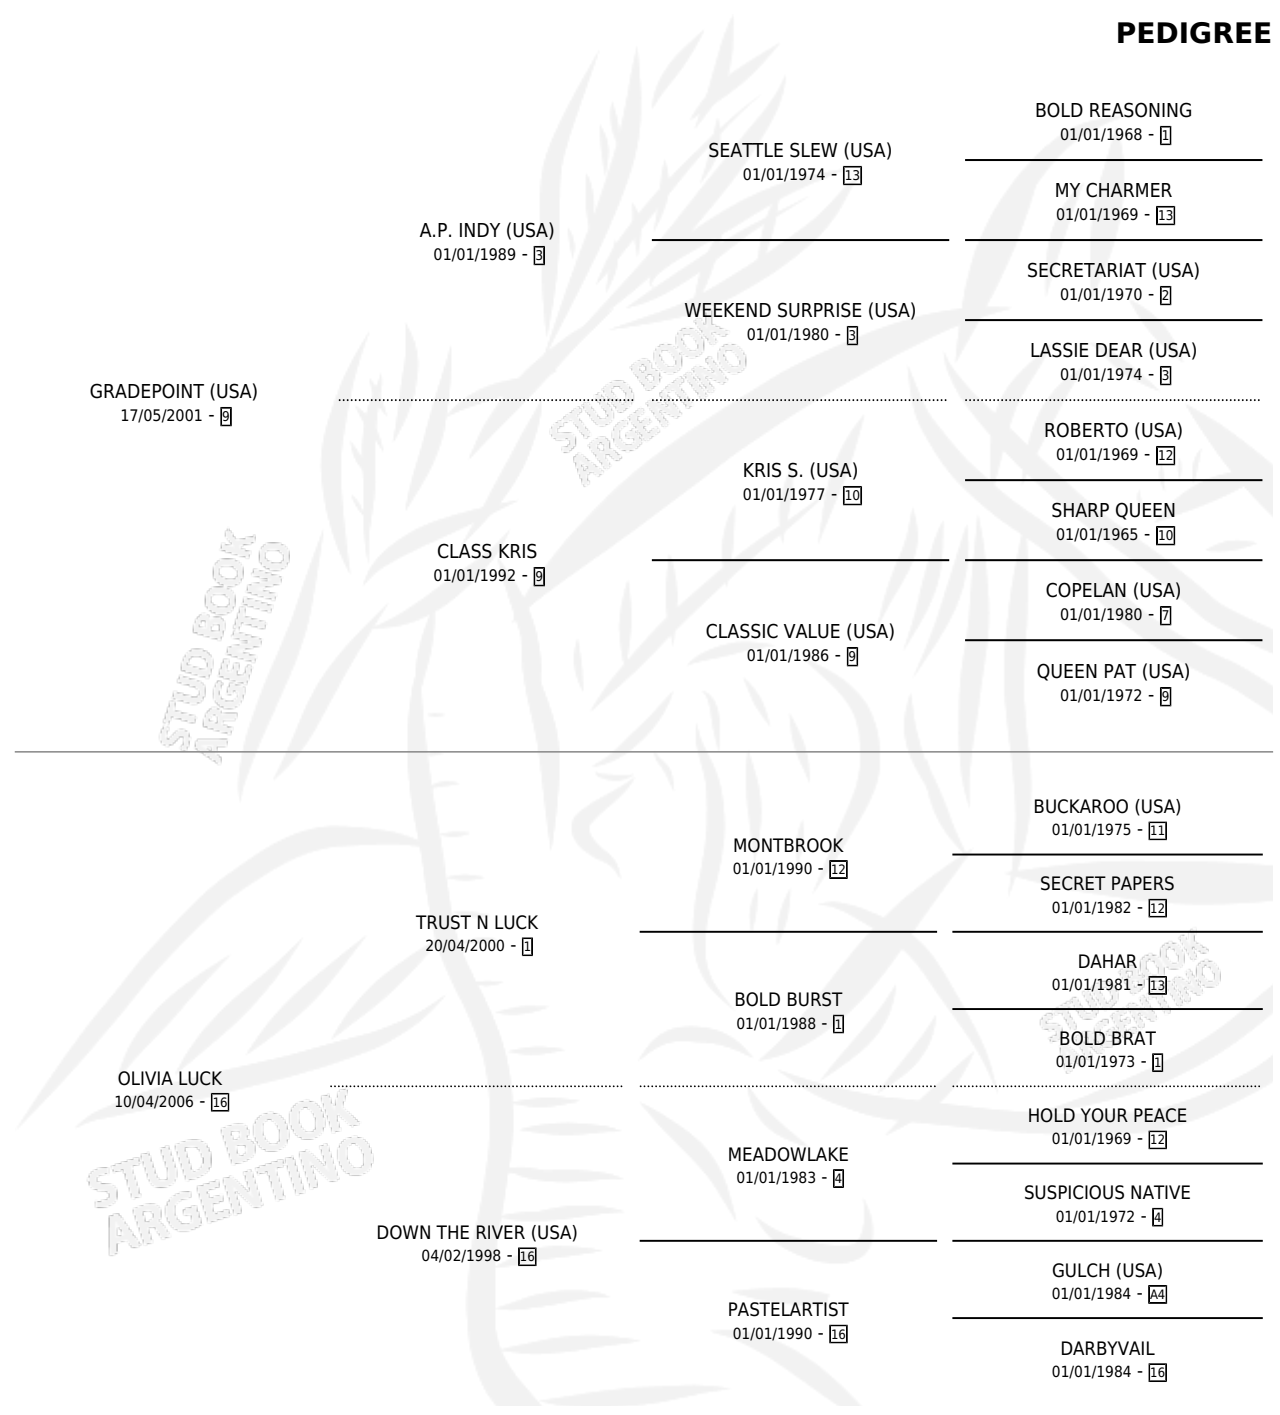 PEDIGREE
BOLD REASONING
01/01/1968 - 1
SEATTLE SLEW (USA)
01/01/1974 - 13
MY CHARMER
01/01/1969 - 13
A.P. INDY (USA)
01/01/1989 - 3
SECRETARIAT (USA)
01/01/1970 - 2
WEEKEND SURPRISE (USA)
01/01/1980 - 3
LASSIE DEAR (USA)
01/01/1974 - 3
GRADEPOINT (USA)
17/05/2001 - 9
STUD BOOK
ARGENTINO
ROBERTO (USA)
01/01/1969 - 12
KRIS S. (USA)
01/01/1977 - 10
SHARP QUEEN
01/01/1965 - 10
CLASS KRIS
01/01/1992 - 9
COPELAN (USA)
01/01/1980 - 7
CLASSIC VALUE (USA)
01/01/1986 - 9
QUEEN PAT (USA)
01/01/1972 - 9
STUD BOOK
ARGENTINO
BUCKAROO (USA)
01/01/1975 - 11
MONTBROOK
01/01/1990 - 12
SECRET PAPERS
01/01/1982 - 12
TRUST N LUCK
20/04/2000 - 1
DAHAR
01/01/1981 - 13
BOLD BURST
01/01/1988 - 1
BOLD BRAT
01/01/1973 - 1
STUD BOOK
ARGENTINO
OLIVIA LUCK
10/04/2006 - 16
HOLD YOUR PEACE
01/01/1969 - 12
MEADOWLAKE
01/01/1983 - 4
SUSPICIOUS NATIVE
01/01/1972 - 4
STUD BOOK
ARGENTINO
DOWN THE RIVER (USA)
04/02/1998 - 16
GULCH (USA)
01/01/1984 - A4
PASTELARTIST
01/01/1990 - 16
DARBYVAIL
01/01/1984 - 16